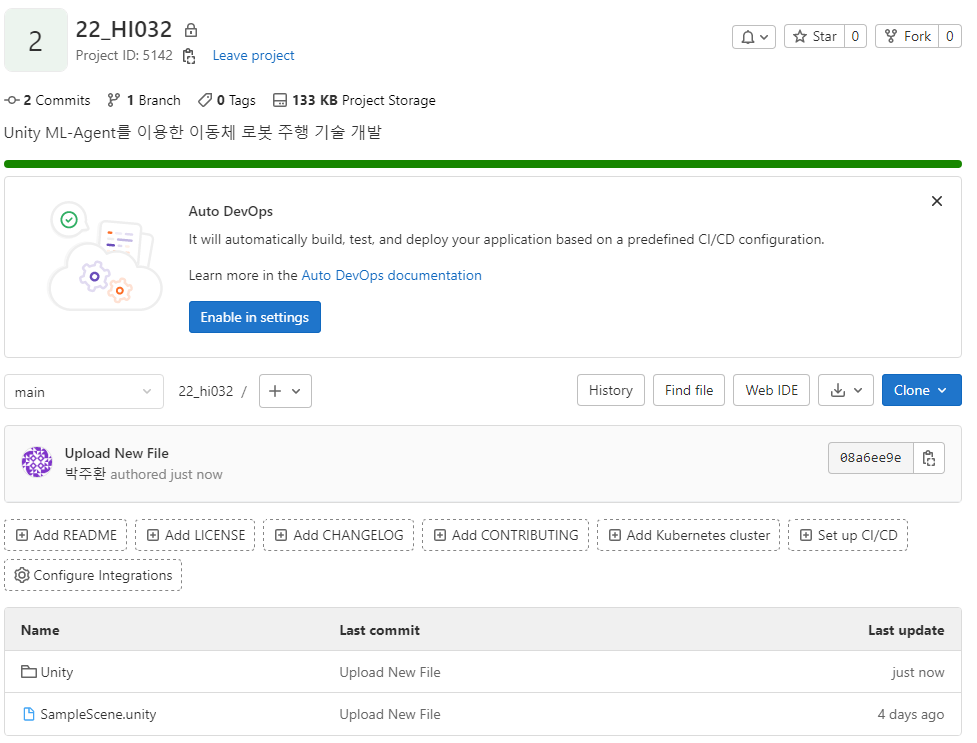 2
22_HI032
Project ID: 5142 Leave project
Star 0 Fork 0
2 Commits 1 Branch 0 Tags 133 KB Project Storage
Unity ML-Agent를 이용한 이동체 로봇 주행 기술 개발
Auto DevOps
It will automatically build, test, and deploy your application based on a predefined CI/CD configuration.
Learn more in the Auto DevOps documentation
Enable in settings
main 22_hi032 / History Find file Web IDE Clone
Upload New File
박주환 authored just now
08a6ee9e
Add README Add LICENSE Add CHANGELOG Add CONTRIBUTING Add Kubernetes cluster Set up CI/CD
Configure Integrations
Name Last commit Last update
Unity Upload New File just now
SampleScene.unity Upload New File 4 days ago